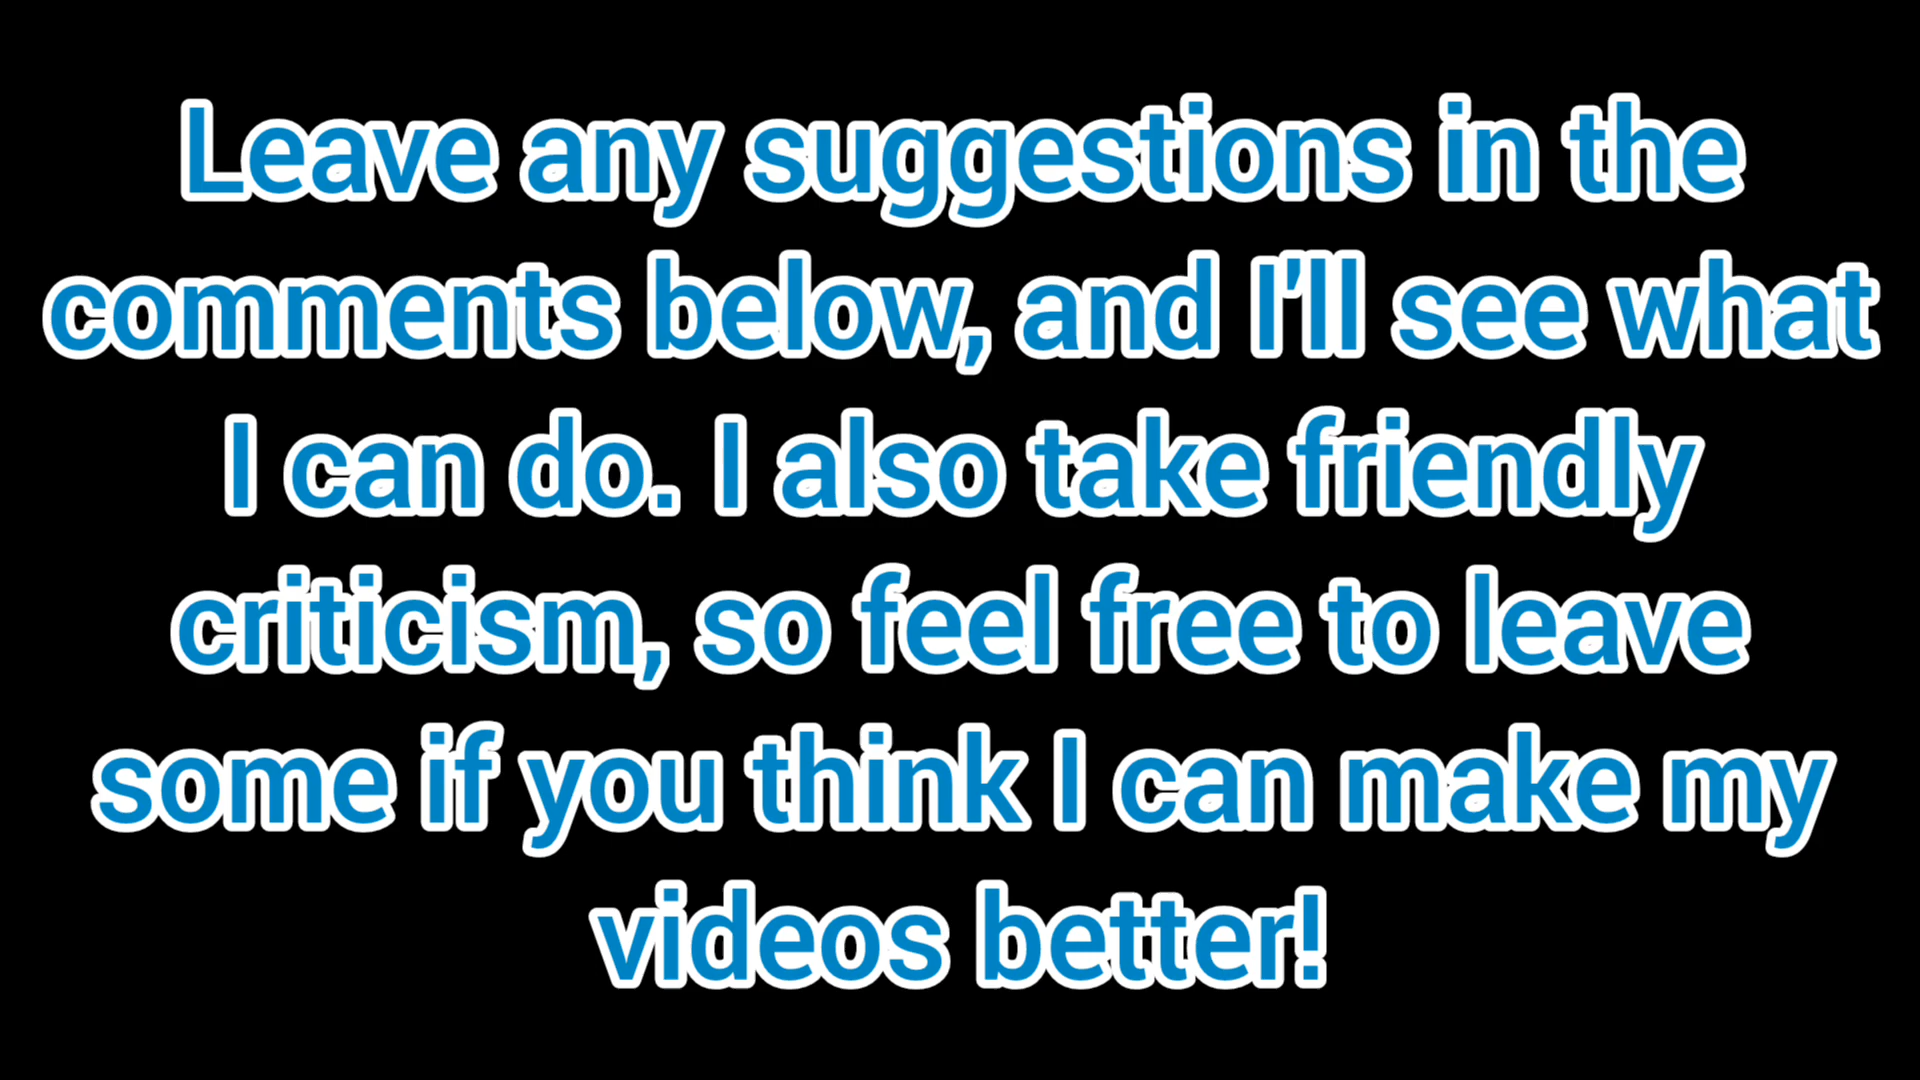 Leave any suggestions in the
comments below, and I'll see what
I can do. I also take friendly
criticism, so feel free to leave
some if you think I can make my
videos better!